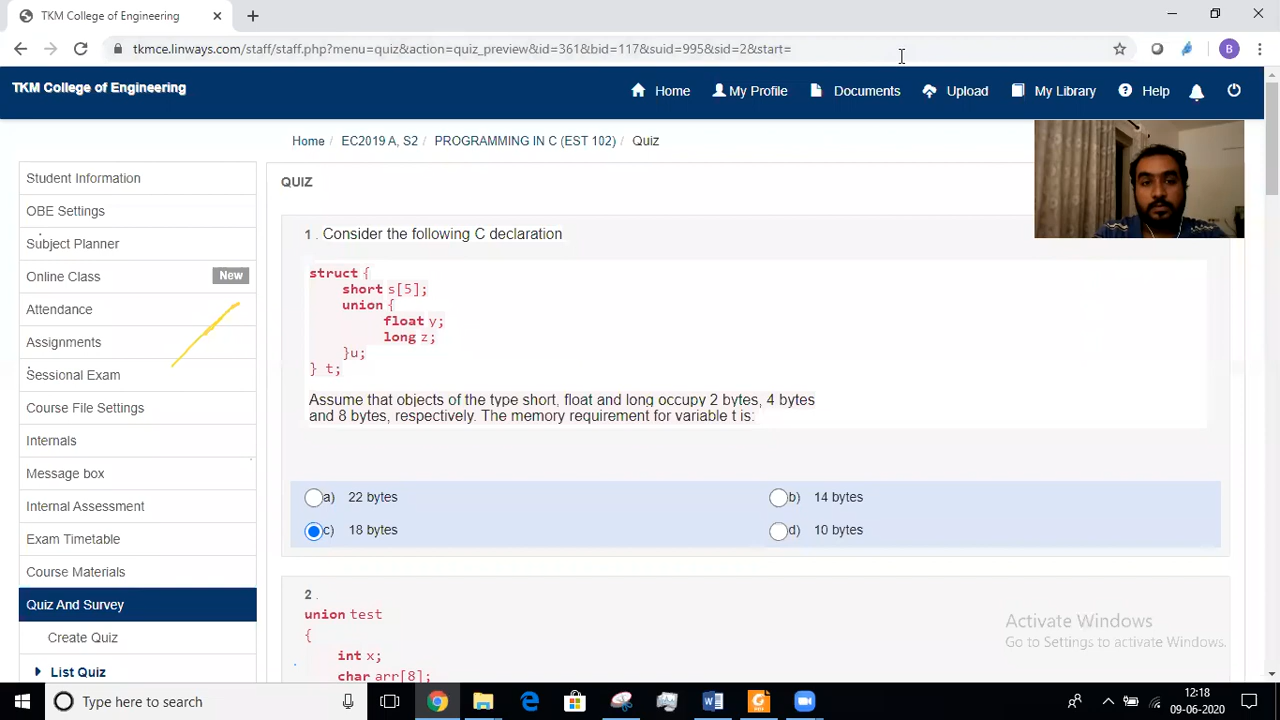 TKM College of Engineering
tkmce.linways.com/staff/staff.php?menu=quiz&action=quiz_preview&id=361&bid=117&suid=995&sid=2&start=
B
TKM College of Engineering
Home My Profile Documents Upload My Library Help
Home / EC2019 A, S2 / PROGRAMMING IN C (EST 102) / Quiz
Student Information
OBE Settings
Subject Planner
Online Class New
Attendance
Assignments
Sessional Exam
Course File Settings
Internals
Message box
Internal Assessment
Exam Timetable
Course Materials
Quiz And Survey
Create Quiz
List Quiz
QUIZ
1 . Consider the following C declaration
struct {
short s[5];
union {
float y;
long z;
}u;
} t;
Assume that objects of the type short, float and long occupy 2 bytes, 4 bytes
and 8 bytes, respectively. The memory requirement for variable t is:
a) 22 bytes b) 14 bytes
c) 18 bytes d) 10 bytes
2 .
union test
{
int x;
char arr[8];
Activate Windows
Go to Settings to activate Windows.
Type here to search
12:18
09-06-2020